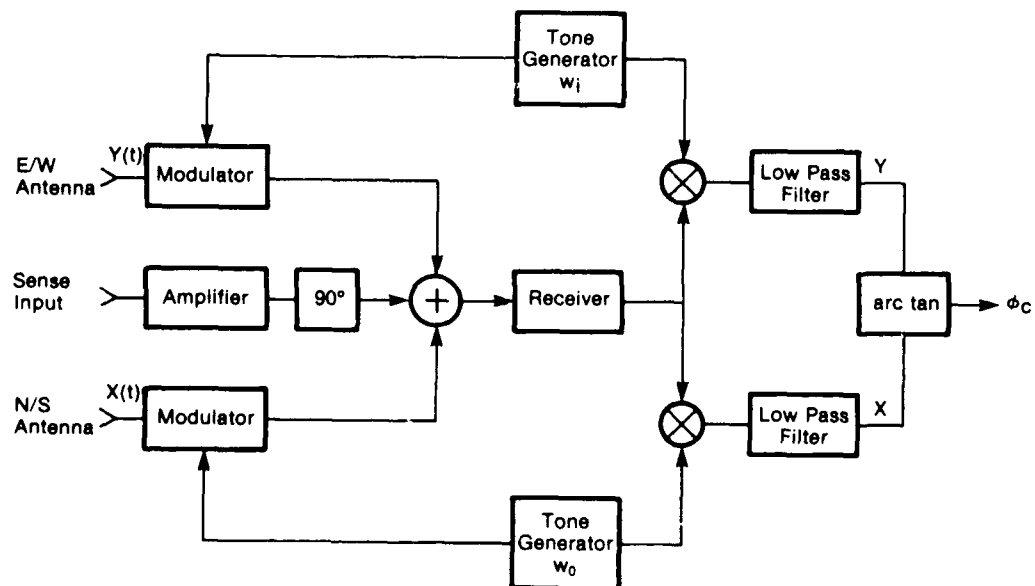 Tone
Generator
wi
E/W
Antenna
Y(t)
Modulator
Low Pass
Filter
Y
Sense
Input
Amplifier
90°
+
Receiver
arc tan
ϕc
N/S
Antenna
X(t)
Modulator
Low Pass
Filter
X
Tone
Generator
w0